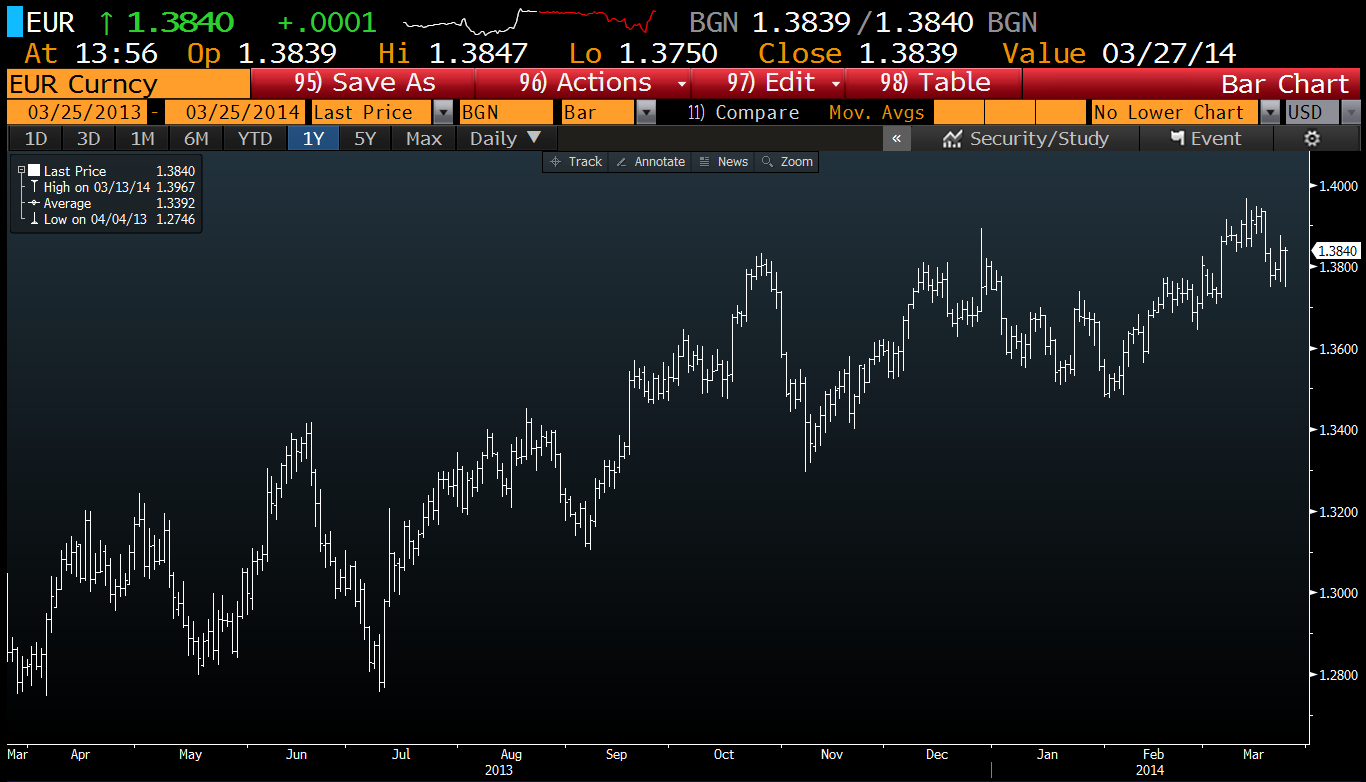 EUR ↑ 1.3840 +.0001 BGN 1.3839/1.3840 BGN
At 13:56 Op 1.3839 Hi 1.3847 Lo 1.3750 Close 1.3839 Value 03/27/14
EUR Curncy 95) Save As 96) Actions 97) Edit 98) Table Bar Chart
03/25/2013 - 03/25/2014 Last Price BGN Bar 11) Compare Mov. Avgs No Lower Chart USD
1D 3D 1M 6M YTD 1Y 5Y Max Daily ▼ « Security/Study Event
Track Annotate News Zoom
Last Price 1.3840
High on 03/13/14 1.3967
Average 1.3392
Low on 04/04/13 1.2746
1.4000
1.3840
1.3800
1.3600
1.3400
1.3200
1.3000
1.2800
Mar Apr May Jun Jul Aug Sep Oct Nov Dec Jan Feb Mar
2013 2014